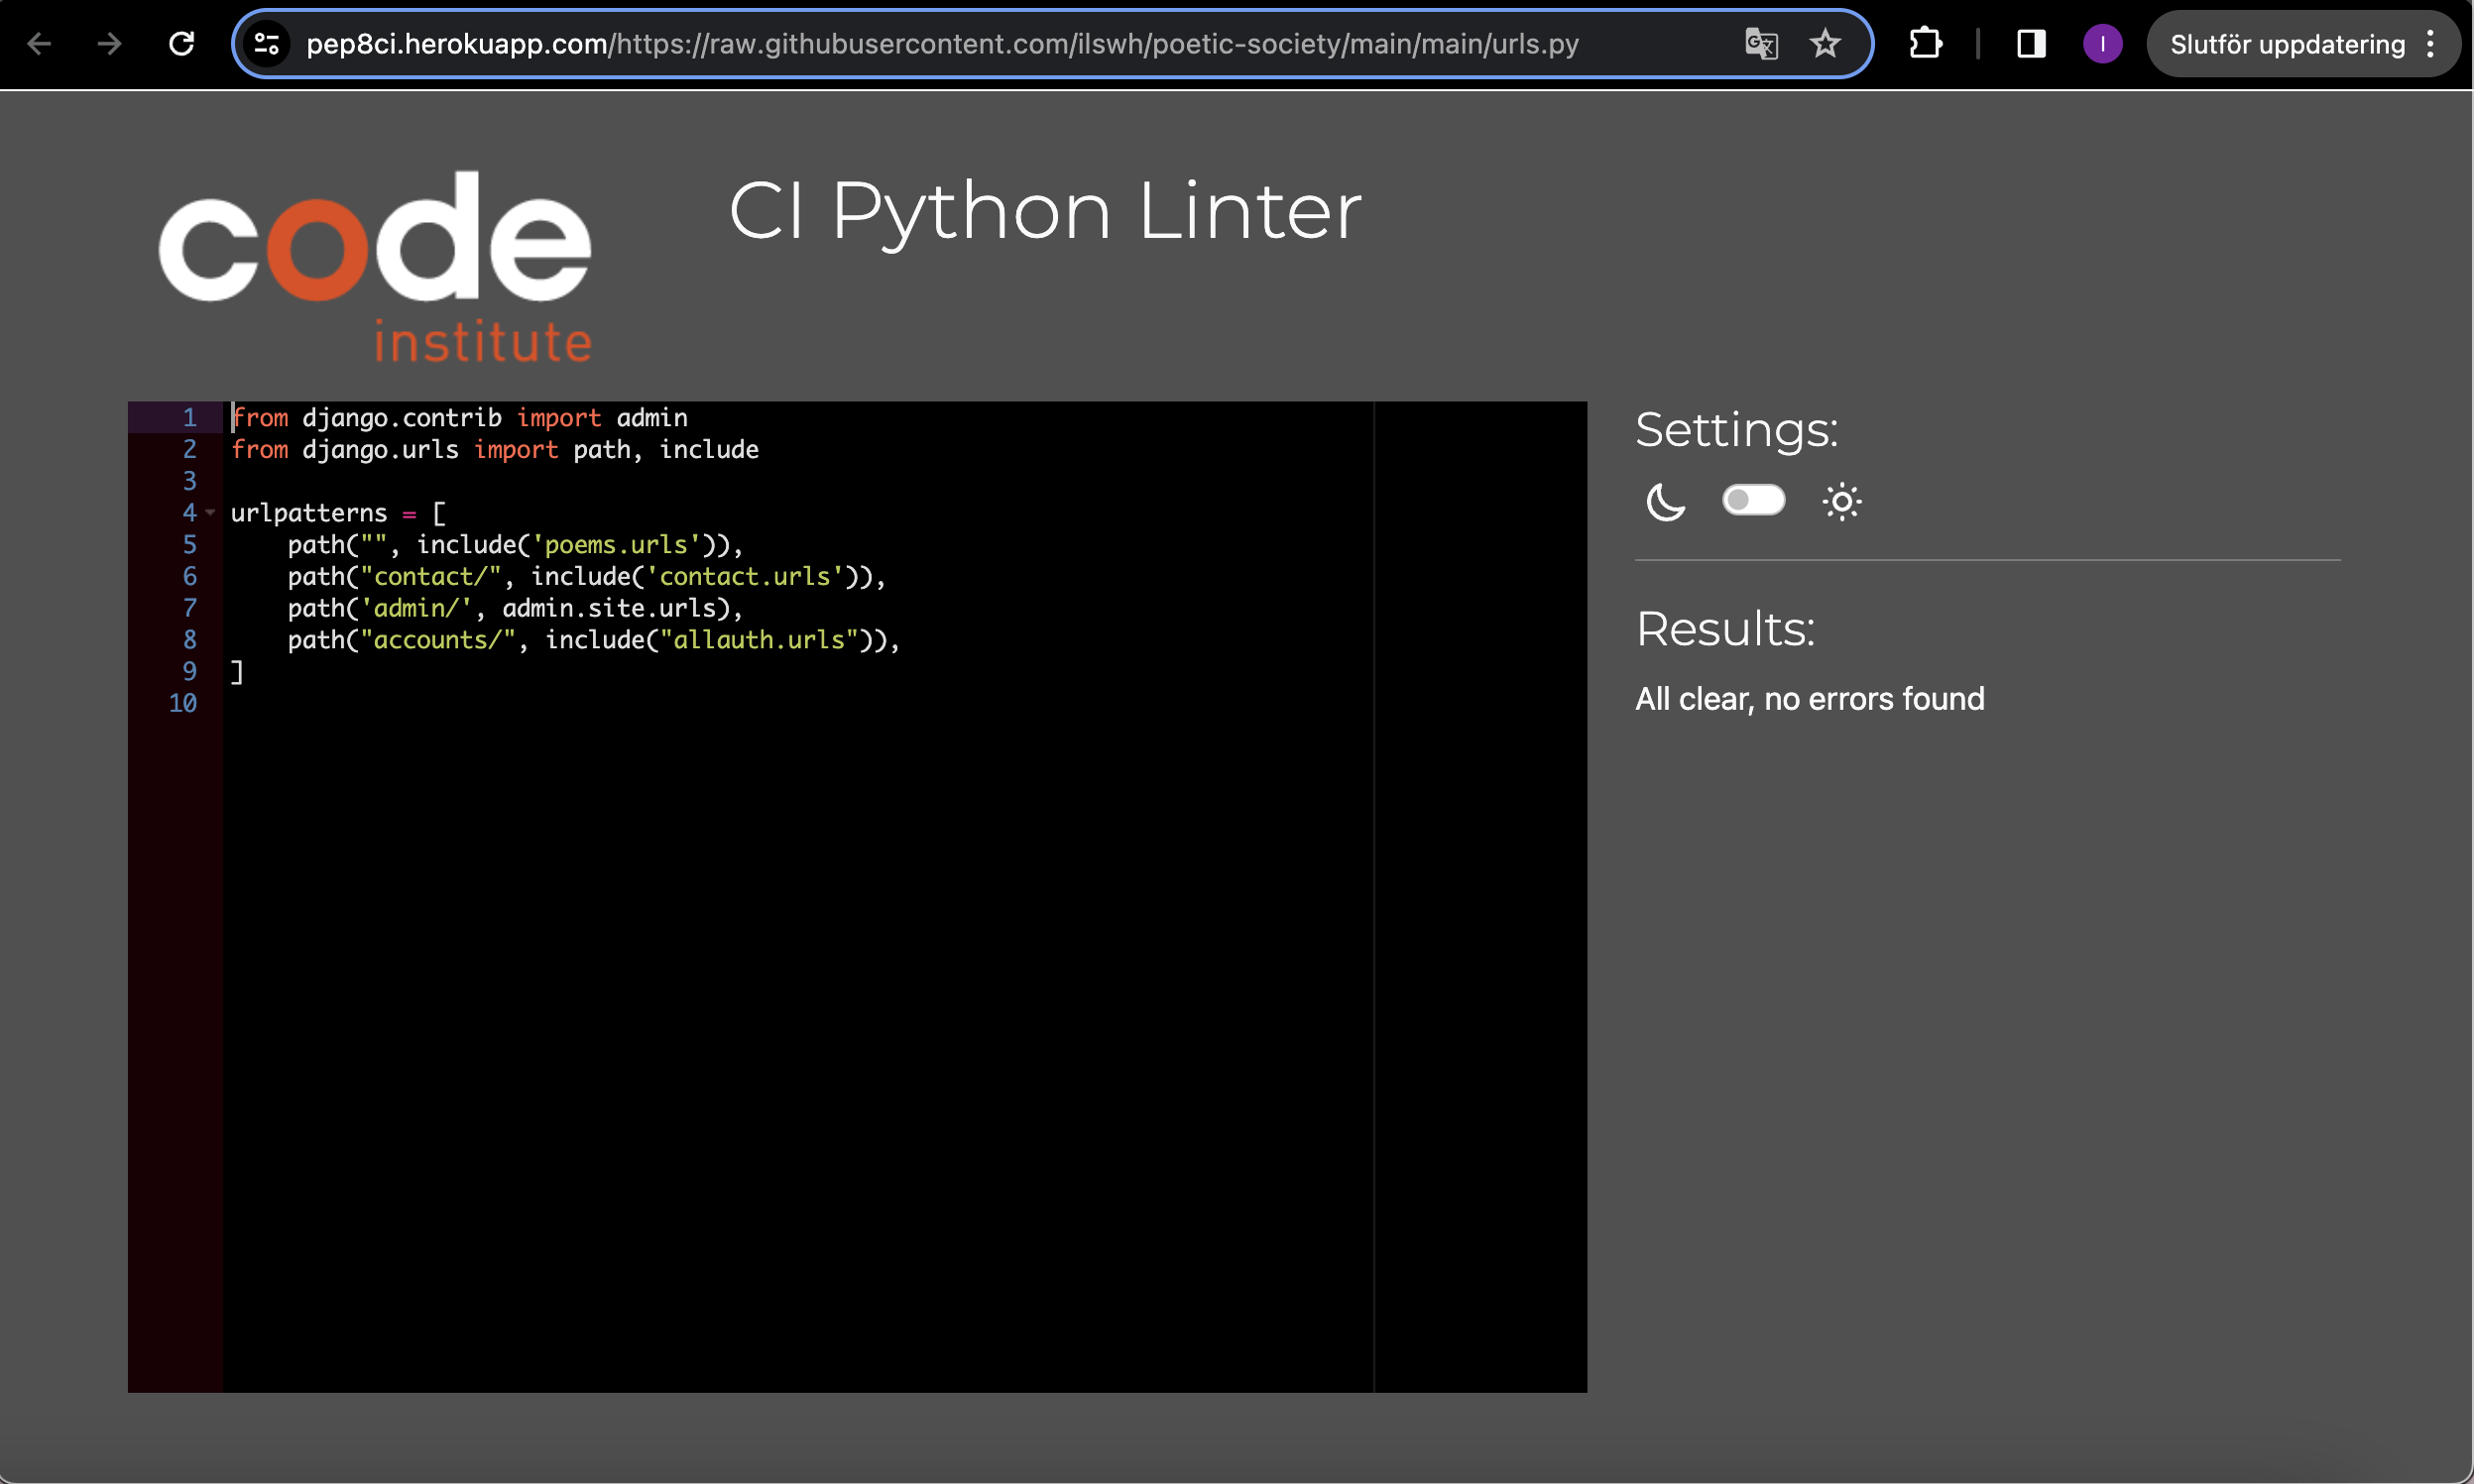 pep8ci.herokuapp.com/https://raw.githubusercontent.com/ilswh/poetic-society/main/main/urls.py
I
Slutför uppdatering
code
institute
CI Python Linter
1 from django.contrib import admin
2 from django.urls import path, include
3
4 urlpatterns = [
5     path("", include('poems.urls')),
6     path("contact/", include('contact.urls')),
7     path('admin/', admin.site.urls),
8     path("accounts/", include("allauth.urls")),
9 ]
10
Settings:
Results:
All clear, no errors found